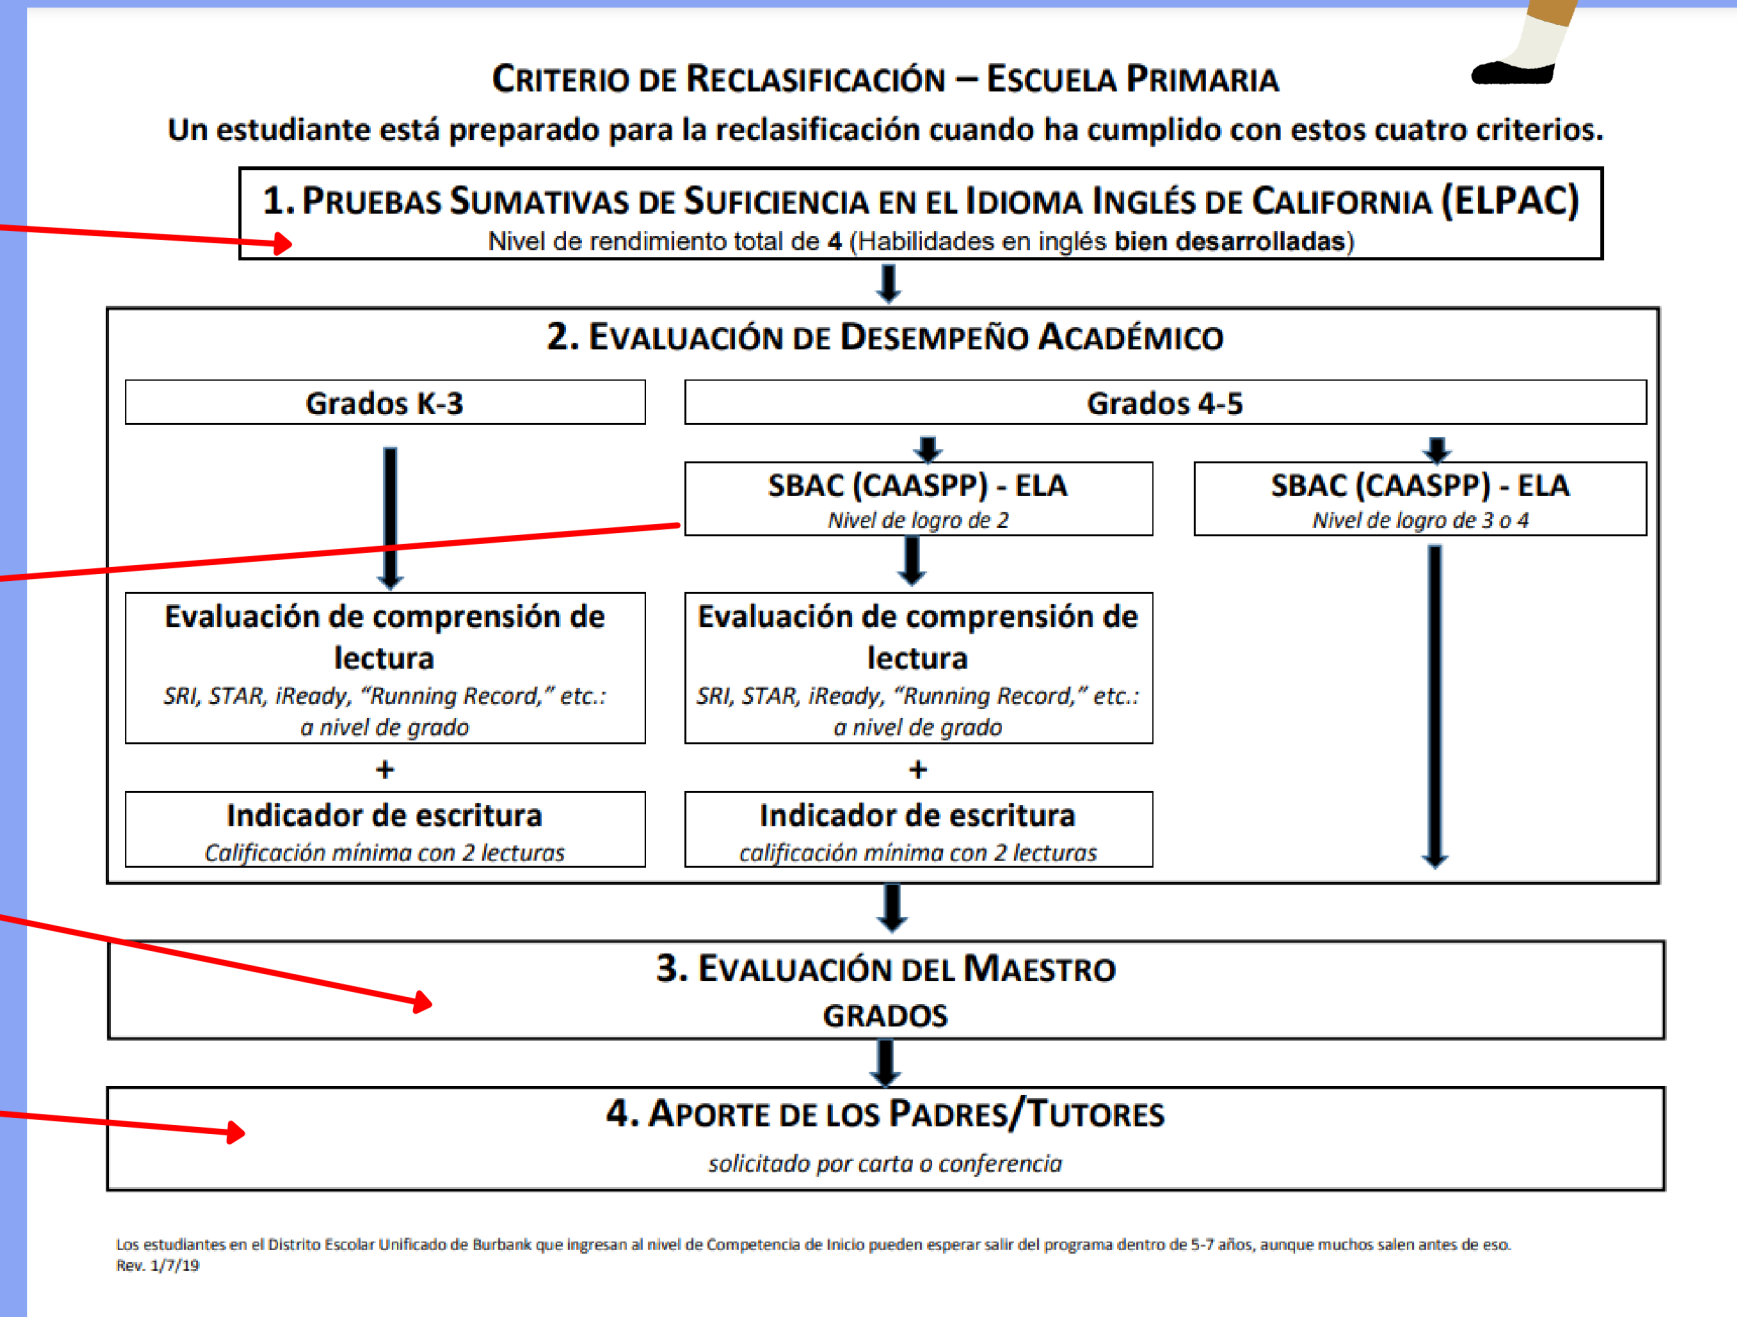 CRITERIO DE RECLASIFICACIÓN – ESCUELA PRIMARIA
Un estudiante está preparado para la reclasificación cuando ha cumplido con estos cuatro criterios.
1. PRUEBAS SUMATIVAS DE SUFICIENCIA EN EL IDIOMA INGLÉS DE CALIFORNIA (ELPAC)
Nivel de rendimiento total de 4 (Habilidades en inglés bien desarrolladas)
2. EVALUACIÓN DE DESEMPEÑO ACADÉMICO
Grados K-3
Grados 4-5
SBAC (CAASPP) - ELA
Nivel de logro de 2
SBAC (CAASPP) - ELA
Nivel de logro de 3 o 4
Evaluación de comprensión de
lectura
SRI, STAR, iReady, “Running Record,” etc.:
a nivel de grado
+
Indicador de escritura
Calificación mínima con 2 lecturas
Evaluación de comprensión de
lectura
SRI, STAR, iReady, “Running Record,” etc.:
a nivel de grado
+
Indicador de escritura
calificación mínima con 2 lecturas
3. EVALUACIÓN DEL MAESTRO
GRADOS
4. APORTE DE LOS PADRES/TUTORES
solicitado por carta o conferencia
Los estudiantes en el Distrito Escolar Unificado de Burbank que ingresan al nivel de Competencia de Inicio pueden esperar salir del programa dentro de 5-7 años, aunque muchos salen antes de eso.
Rev. 1/7/19